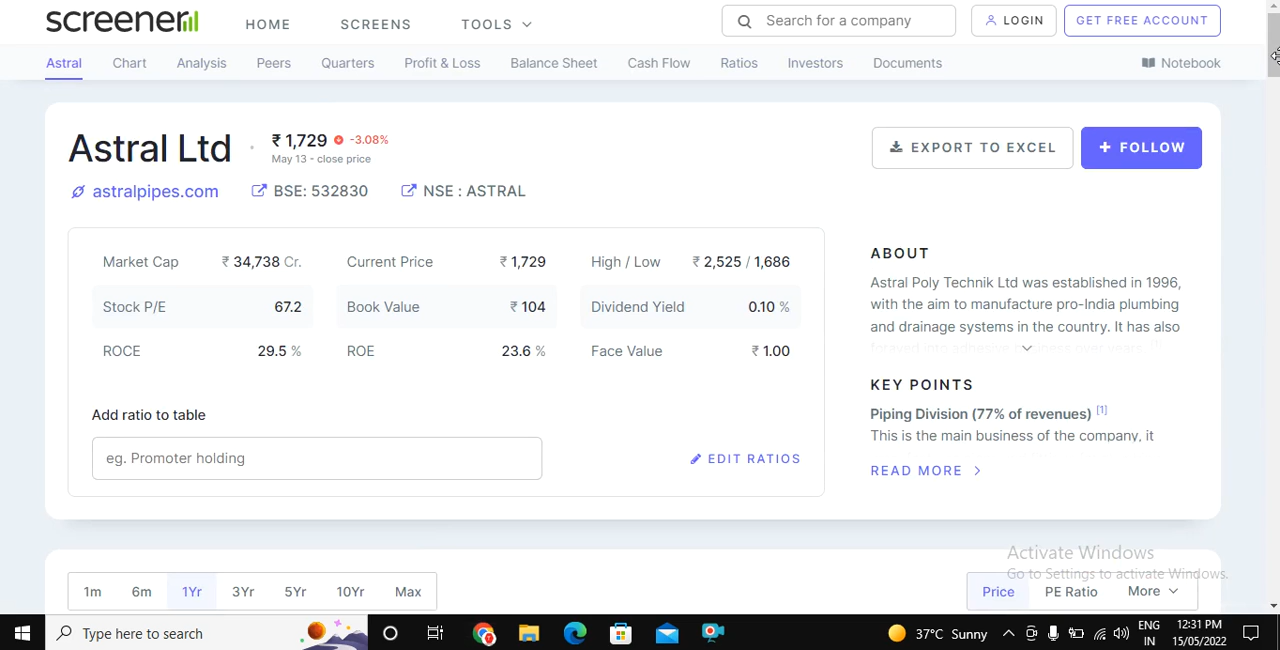 screener
HOME SCREENS TOOLS
Search for a company
LOGIN
GET FREE ACCOUNT
Astral Chart Analysis Peers Quarters Profit & Loss Balance Sheet Cash Flow Ratios Investors Documents Notebook
Astral Ltd
₹ 1,729 -3.08%
May 13 - close price
EXPORT TO EXCEL
+ FOLLOW
astralpipes.com BSE: 532830 NSE : ASTRAL
Market Cap ₹ 34,738 Cr. Current Price ₹ 1,729 High / Low ₹ 2,525 / 1,686
Stock P/E 67.2 Book Value ₹ 104 Dividend Yield 0.10 %
ROCE 29.5 % ROE 23.6 % Face Value ₹ 1.00
Add ratio to table
eg. Promoter holding
EDIT RATIOS
ABOUT
Astral Poly Technik Ltd was established in 1996,
with the aim to manufacture pro-India plumbing
and drainage systems in the country. It has also
KEY POINTS
Piping Division (77% of revenues) [1]
This is the main business of the company, it
READ MORE
1m 6m 1Yr 3Yr 5Yr 10Yr Max
Price PE Ratio More
Activate Windows
Go to Settings to activate Windows.
Type here to search
37°C Sunny
ENG
IN
12:31 PM
15/05/2022